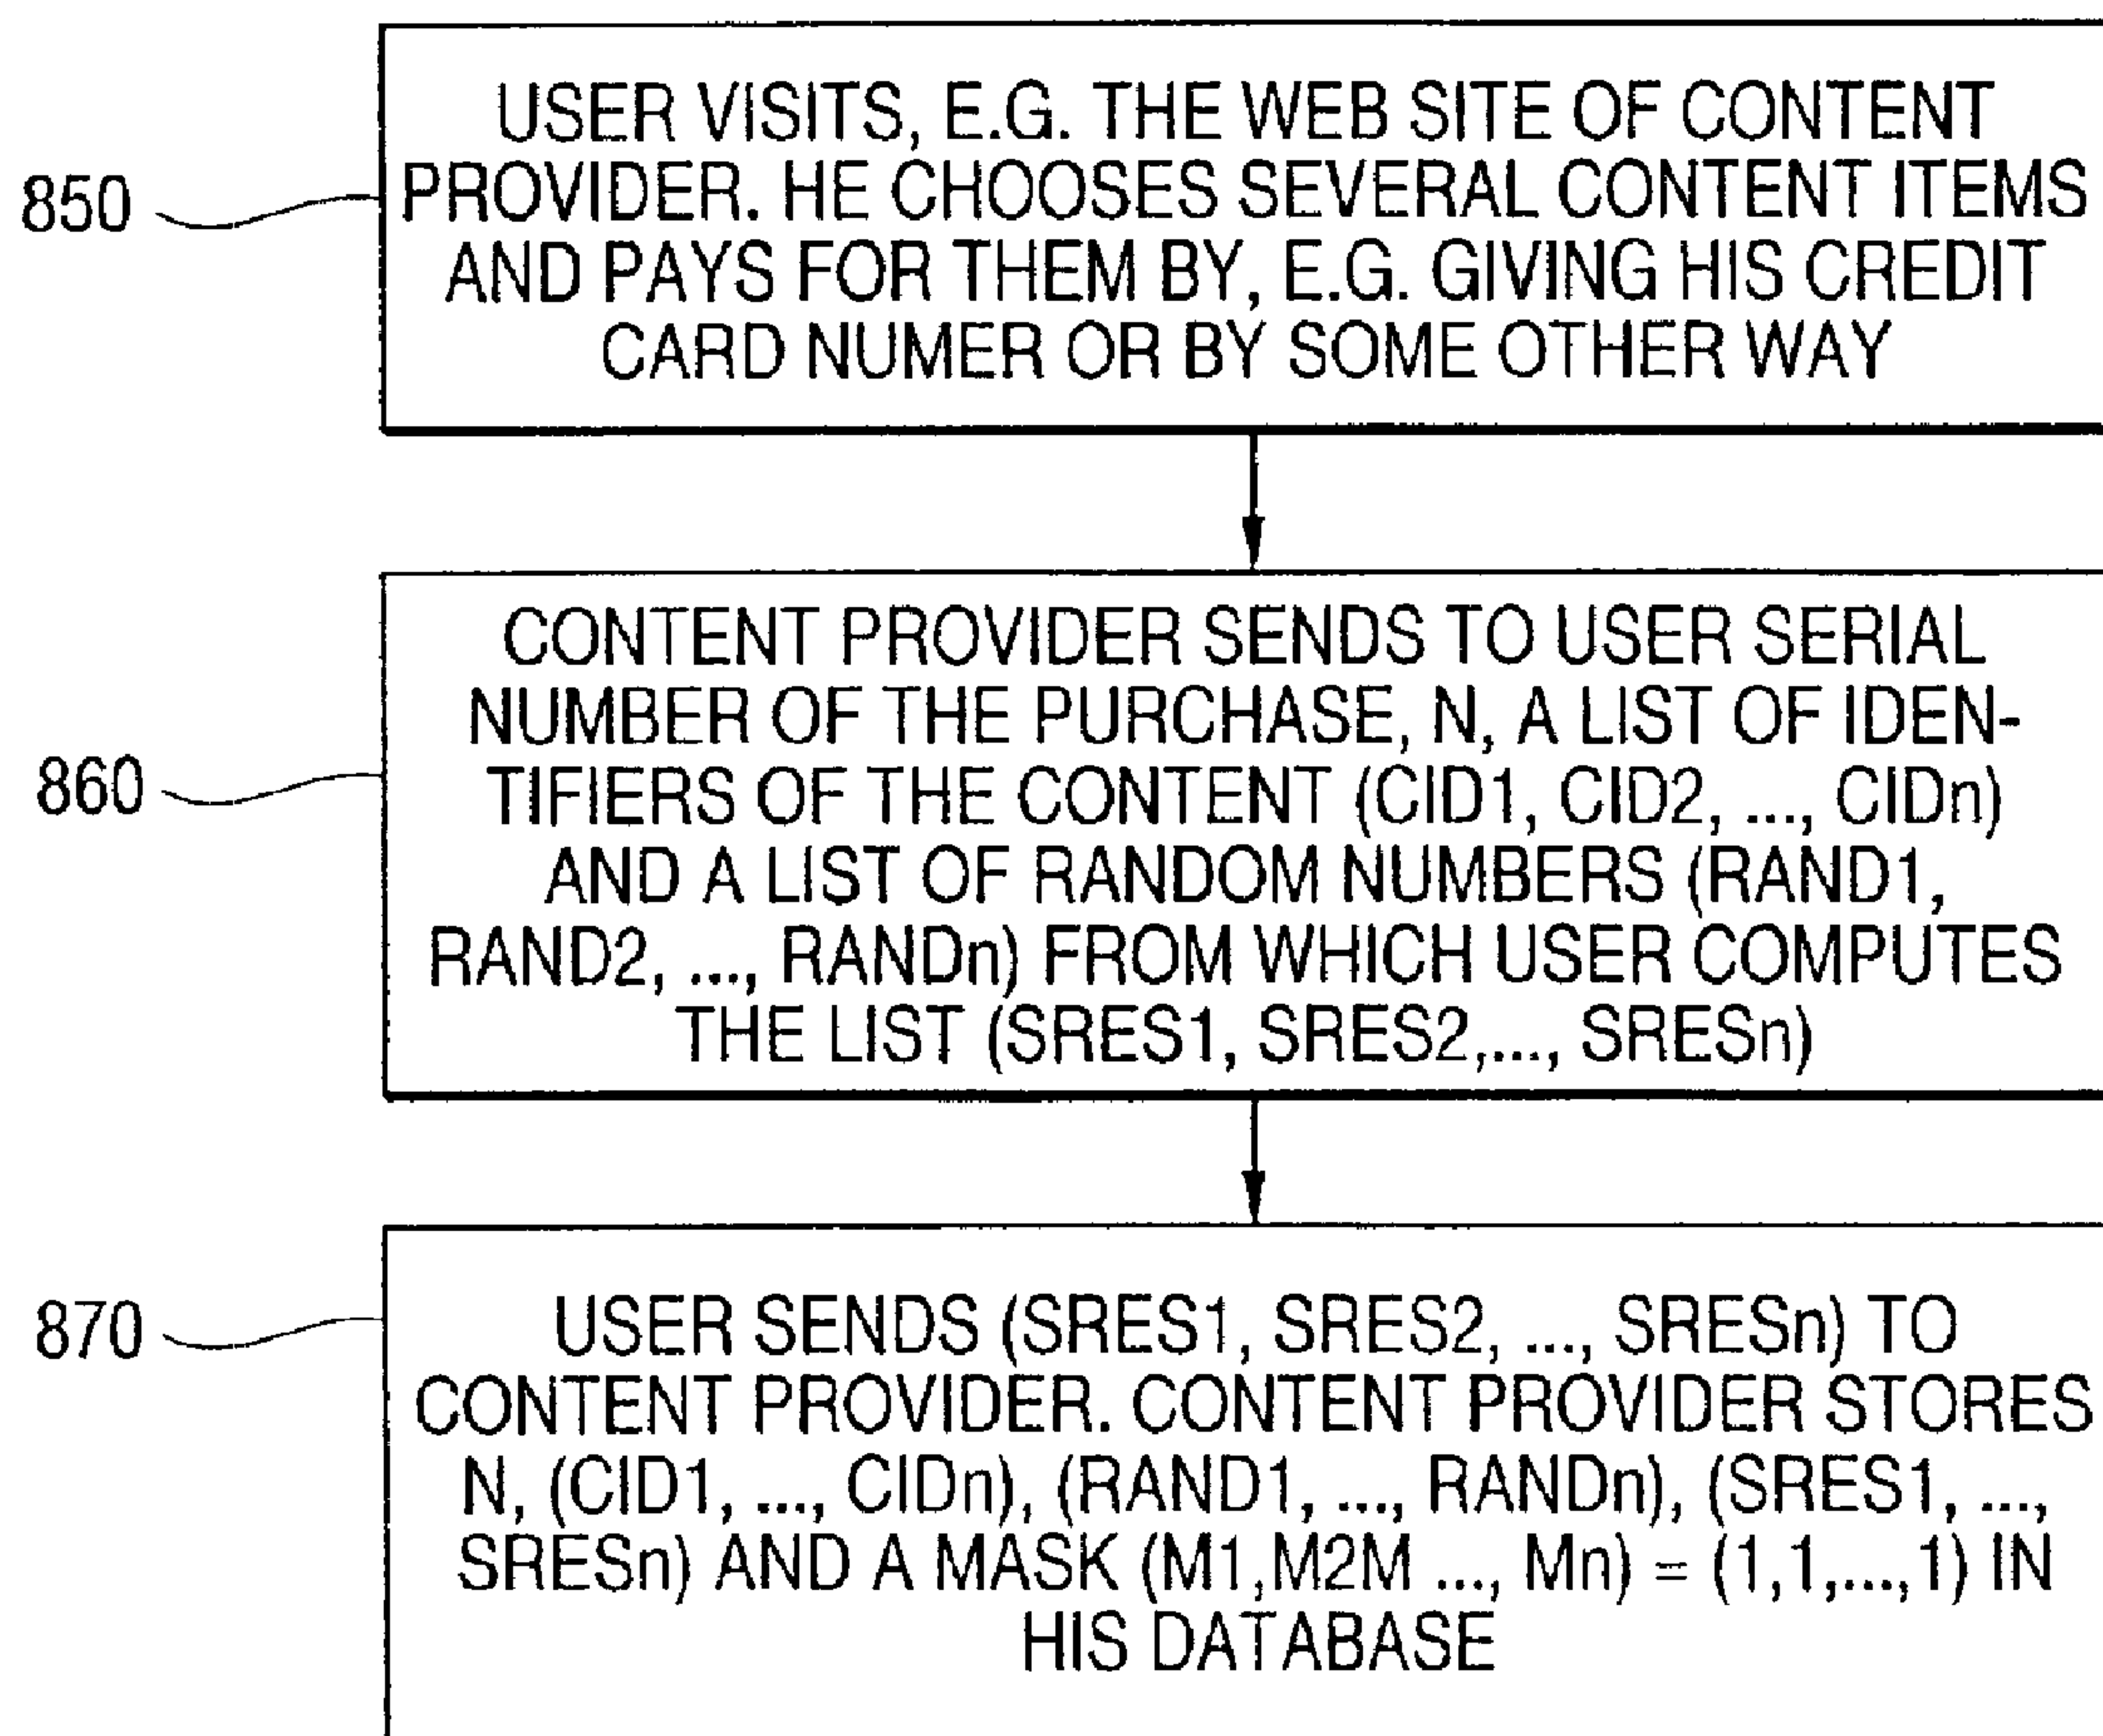 850
USER VISITS, E.G. THE WEB SITE OF CONTENT
PROVIDER. HE CHOOSES SEVERAL CONTENT ITEMS
AND PAYS FOR THEM BY, E.G. GIVING HIS CREDIT
CARD NUMER OR BY SOME OTHER WAY
860
CONTENT PROVIDER SENDS TO USER SERIAL
NUMBER OF THE PURCHASE, N, A LIST OF IDEN-
TIFIERS OF THE CONTENT (CID1, CID2, ..., CIDn)
AND A LIST OF RANDOM NUMBERS (RAND1,
RAND2, ..., RANDn) FROM WHICH USER COMPUTES
THE LIST (SRES1, SRES2,..., SRESn)
870
USER SENDS (SRES1, SRES2, ..., SRESn) TO
CONTENT PROVIDER. CONTENT PROVIDER STORES
N, (CID1, ..., CIDn), (RAND1, ..., RANDn), (SRES1, ...,
SRESn) AND A MASK (M1,M2M ..., Mn) = (1,1,...,1) IN
HIS DATABASE